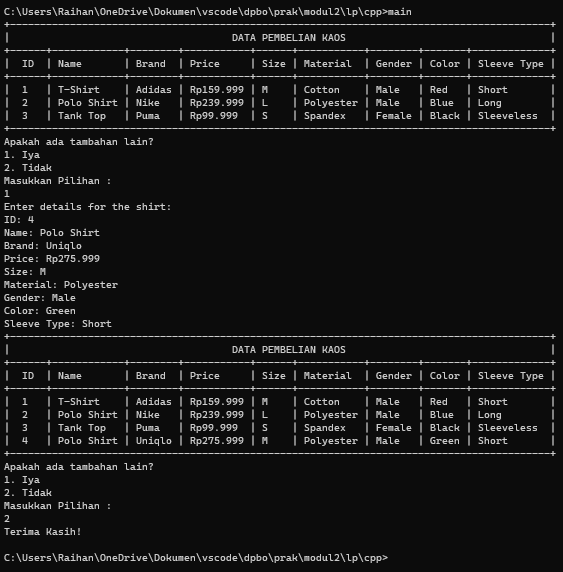 C:\Users\Raihan\OneDrive\Dokumen\vscode\dpbo\prak\modul2\lp\cpp>main
+------------------------------------------------------------------------------------------+
|                                     DATA PEMBELIAN KAOS                                  |
+------+------------+--------+-----------+------+-----------+--------+-------+-------------+
|  ID  | Name       | Brand  | Price     | Size | Material  | Gender | Color | Sleeve Type |
+------+------------+--------+-----------+------+-----------+--------+-------+-------------+
|  1   | T-Shirt    | Adidas | Rp159.999 | M    | Cotton    | Male   | Red   | Short       |
|  2   | Polo Shirt | Nike   | Rp239.999 | L    | Polyester | Male   | Blue  | Long        |
|  3   | Tank Top   | Puma   | Rp99.999  | S    | Spandex   | Female | Black | Sleeveless  |
+------------------------------------------------------------------------------------------+
Apakah ada tambahan lain?
1. Iya
2. Tidak
Masukkan Pilihan :
1
Enter details for the shirt:
ID: 4
Name: Polo Shirt
Brand: Uniqlo
Price: Rp275.999
Size: M
Material: Polyester
Gender: Male
Color: Green
Sleeve Type: Short
+------------------------------------------------------------------------------------------+
|                                     DATA PEMBELIAN KAOS                                  |
+------+------------+--------+-----------+------+-----------+--------+-------+-------------+
|  ID  | Name       | Brand  | Price     | Size | Material  | Gender | Color | Sleeve Type |
+------+------------+--------+-----------+------+-----------+--------+-------+-------------+
|  1   | T-Shirt    | Adidas | Rp159.999 | M    | Cotton    | Male   | Red   | Short       |
|  2   | Polo Shirt | Nike   | Rp239.999 | L    | Polyester | Male   | Blue  | Long        |
|  3   | Tank Top   | Puma   | Rp99.999  | S    | Spandex   | Female | Black | Sleeveless  |
|  4   | Polo Shirt | Uniqlo | Rp275.999 | M    | Polyester | Male   | Green | Short       |
+------------------------------------------------------------------------------------------+
Apakah ada tambahan lain?
1. Iya
2. Tidak
Masukkan Pilihan :
2
Terima Kasih!
C:\Users\Raihan\OneDrive\Dokumen\vscode\dpbo\prak\modul2\lp\cpp>